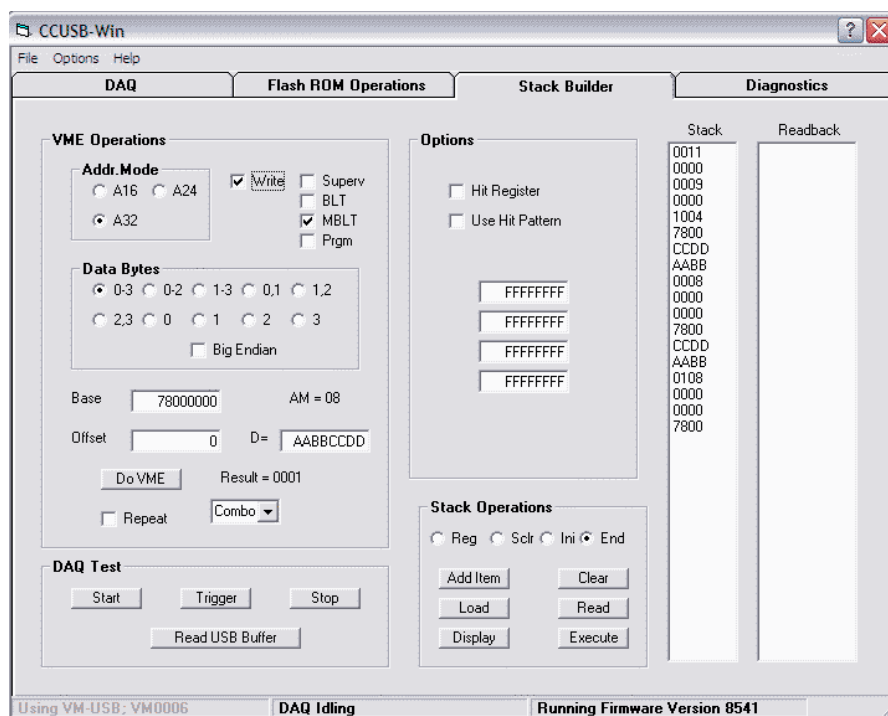 CCUSB-Win
File Options Help
DAQ
Flash ROM Operations
Stack Builder
Diagnostics
VME Operations
Addr.Mode
A16 A24
A32
Write
Superv
BLT
MBLT
Prgm
Data Bytes
0-3 0-2 1-3 0,1 1,2
2,3 0 1 2 3
Big Endian
Base 78000000 AM = 08
Offset 0 D= AABBCCDD
Do VME Result = 0001
Repeat Combo
DAQ Test
Start Trigger Stop
Read USB Buffer
Options
Hit Register
Use Hit Pattern
FFFFFFFF
FFFFFFFF
FFFFFFFF
FFFFFFFF
Stack Operations
Reg Sclr Ini End
Add Item Clear
Load Read
Display Execute
Stack
0011
0000
0009
0000
1004
7800
CCDD
AABB
0008
0000
0000
7800
CCDD
AABB
0108
0000
0000
7800
Readback
Using VM-USB; VM0006
DAQ Idling
Running Firmware Version 8541